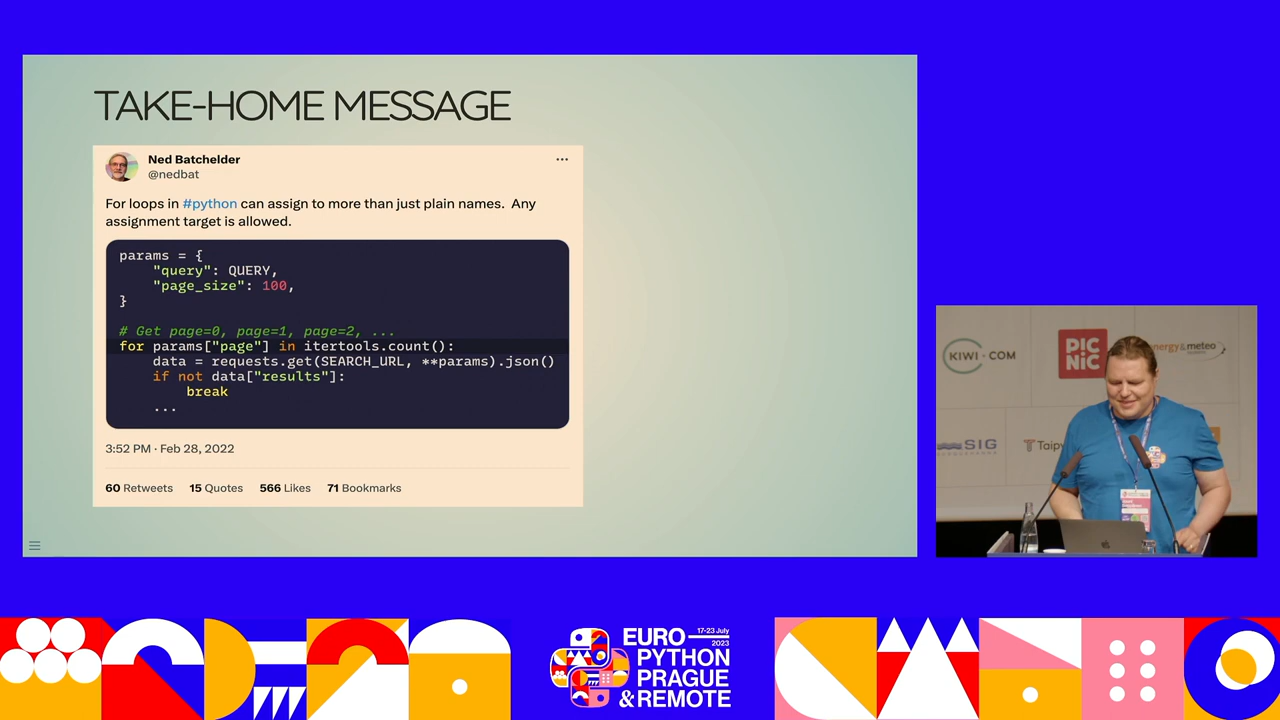 TAKE-HOME MESSAGE
Ned Batchelder
@nedbat
For loops in #python can assign to more than just plain names. Any
assignment target is allowed.
params = {
    "query": QUERY,
    "page_size": 100,
}
# Get page=0, page=1, page=2, ...
for params["page"] in itertools.count():
    data = requests.get(SEARCH_URL, **params).json()
    if not data["results"]:
        break
    ...
3:52 PM · Feb 28, 2022
60 Retweets 15 Quotes 566 Likes 71 Bookmarks
KIWI.COM
PIC
NIC
energy & meteo
SIG
Taipy
17-23 July
2023
EURO
PYTHON
PRAGUE
& REMOTE